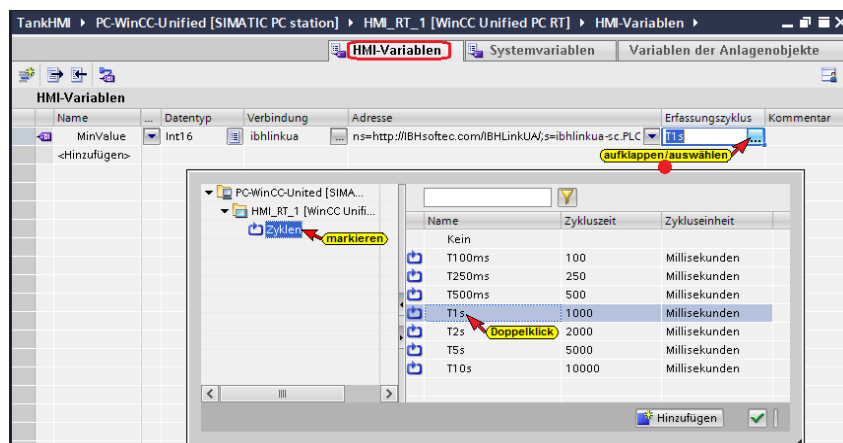 TankHMI ▸ PC-WinCC-Unified [SIMATIC PC station] ▸ HMI_RT_1 [WinCC Unified PC RT] ▸ HMI-Variablen ▸
HMI-Variablen Systemvariablen Variablen der Anlagenobjekte
HMI-Variablen
Name ... Datentyp Verbindung Adresse Erfassungszyklus Kommentar
MinValue Int16 ibhlinkua ... ns=http://IBHsoftec.com/IBHLinkUA/;s=ibhlinkua-sc.PLC T1s ...
<Hinzufügen> aufklappen/auswählen
PC-WinCC-United [SIMA...
HMI_RT_1 [WinCC Unifi...
Zyklen markieren
Name Zykluszeit Zykluseinheit
Kein
T100ms 100 Millisekunden
T250ms 250 Millisekunden
T500ms 500 Millisekunden
T1s 1000 Millisekunden
T2s Doppelklick 2000 Millisekunden
T5s 5000 Millisekunden
T10s 10000 Millisekunden
Hinzufügen